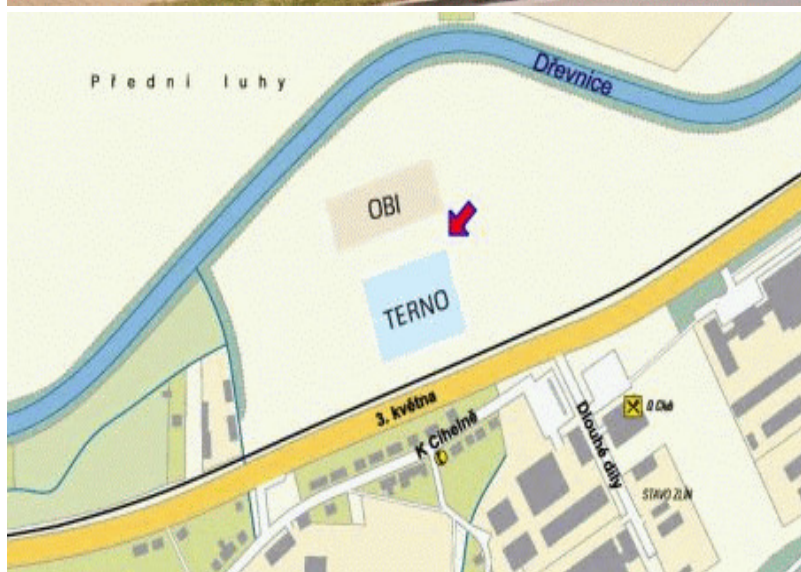 Přední luhy
Dřevnice
OBI
TERNO
3. května
K Cihelně
Dlouhé díly
STAVO ZLÍN